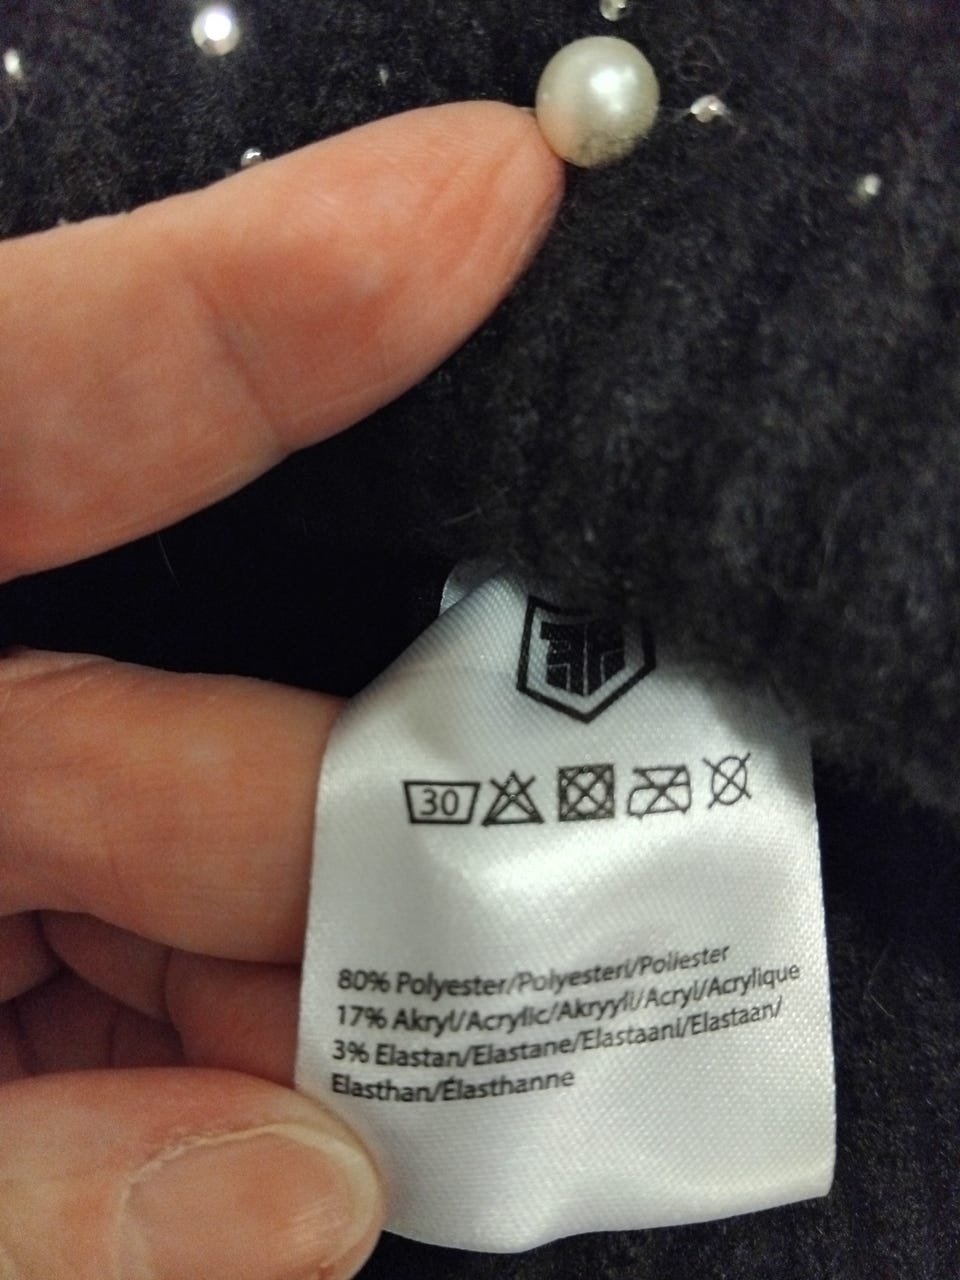 30
80% Polyester/Polyesteri/Poliester
17% Akryl/Acrylic/Akryyli/Acryl/Acrylique
3% Elastan/Elastane/Elastaani/Elastaan/
Elasthan/Élasthanne